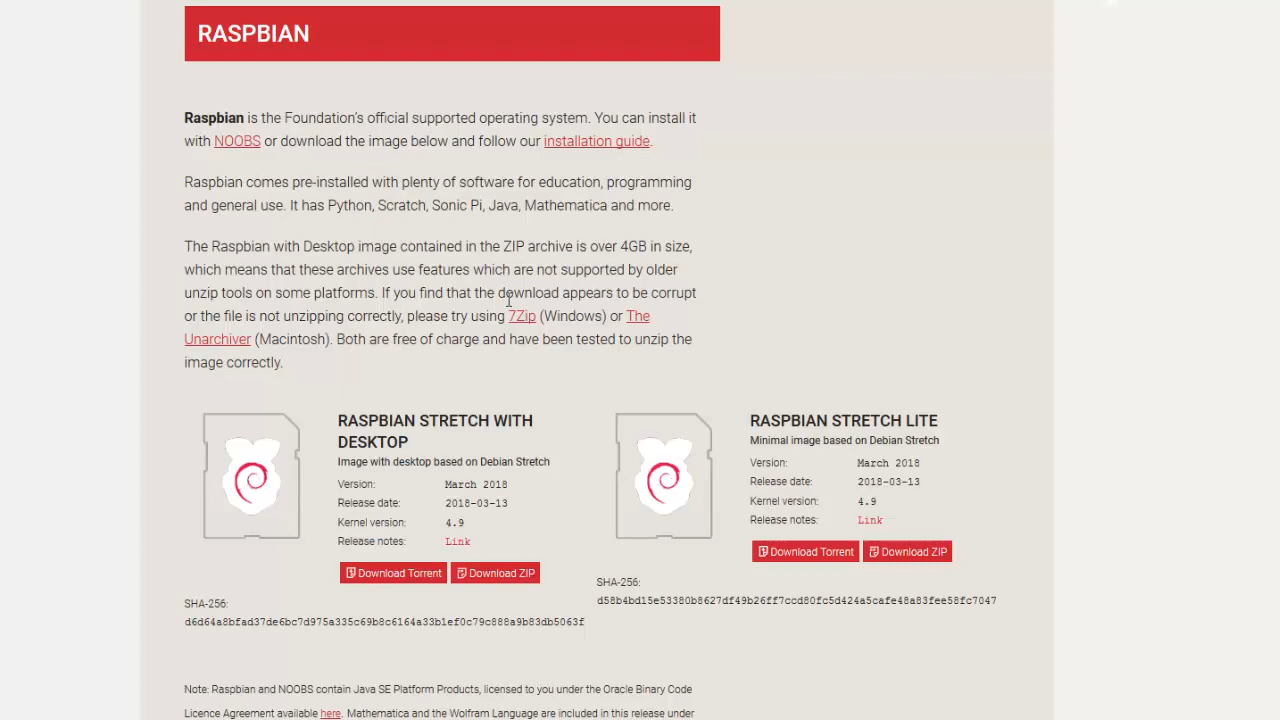 RASPBIAN
Raspbian is the Foundation's official supported operating system. You can install it
with NOOBS or download the image below and follow our installation guide.
Raspbian comes pre-installed with plenty of software for education, programming
and general use. It has Python, Scratch, Sonic Pi, Java, Mathematica and more.
The Raspbian with Desktop image contained in the ZIP archive is over 4GB in size,
which means that these archives use features which are not supported by older
unzip tools on some platforms. If you find that the download appears to be corrupt
or the file is not unzipping correctly, please try using 7Zip (Windows) or The
Unarchiver (Macintosh). Both are free of charge and have been tested to unzip the
image correctly.
RASPBIAN STRETCH WITH
DESKTOP
Image with desktop based on Debian Stretch
Version: March 2018
Release date: 2018-03-13
Kernel version: 4.9
Release notes: Link
Download Torrent Download ZIP
SHA-256:
d6d64a8bfad37de6bc7d975a335c69b8c6164a33b1ef0c79c888a9b83db5063f
RASPBIAN STRETCH LITE
Minimal image based on Debian Stretch
Version: March 2018
Release date: 2018-03-13
Kernel version: 4.9
Release notes: Link
Download Torrent Download ZIP
SHA-256:
d58b4bd15e53380b8627df49b26ff7ccd80fc5d424a5cafe48a83fee58fc7047
Note: Raspbian and NOOBS contain Java SE Platform Products, licensed to you under the Oracle Binary Code
Licence Agreement available here. Mathematica and the Wolfram Language are included in this release under